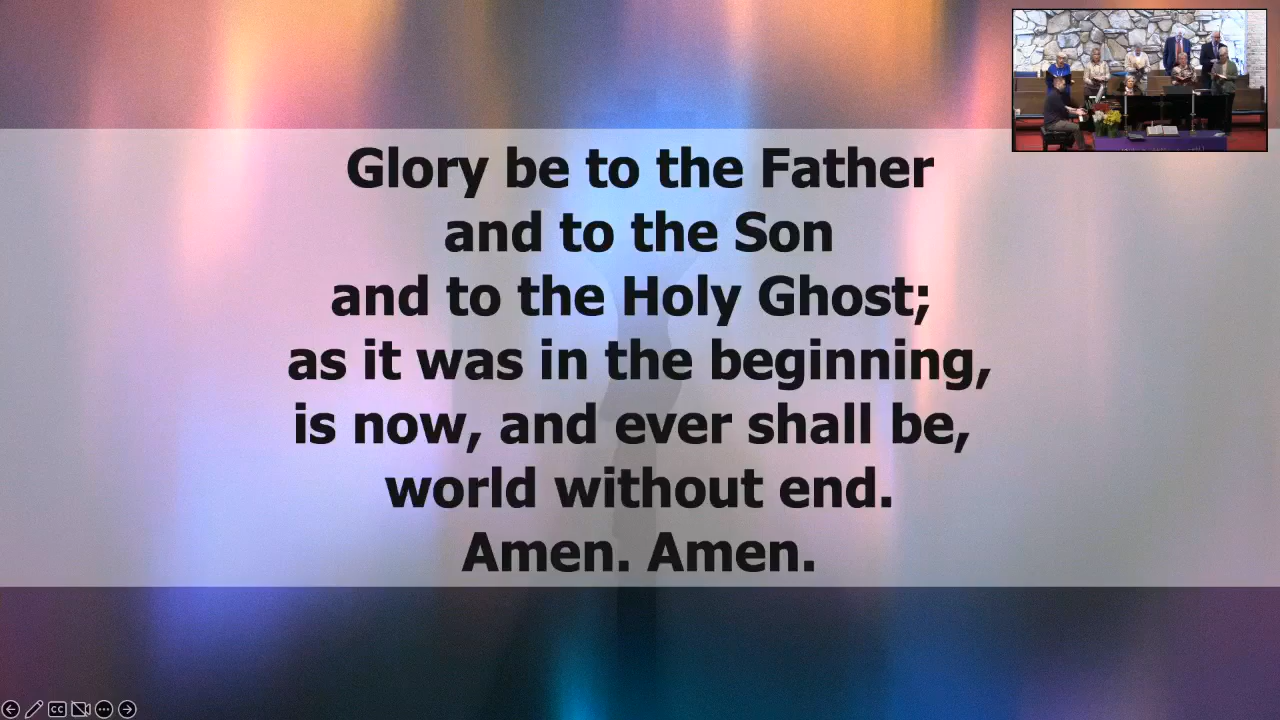 Glory be to the Father
and to the Son
and to the Holy Ghost;
as it was in the beginning,
is now, and ever shall be,
world without end.
Amen. Amen.
CC